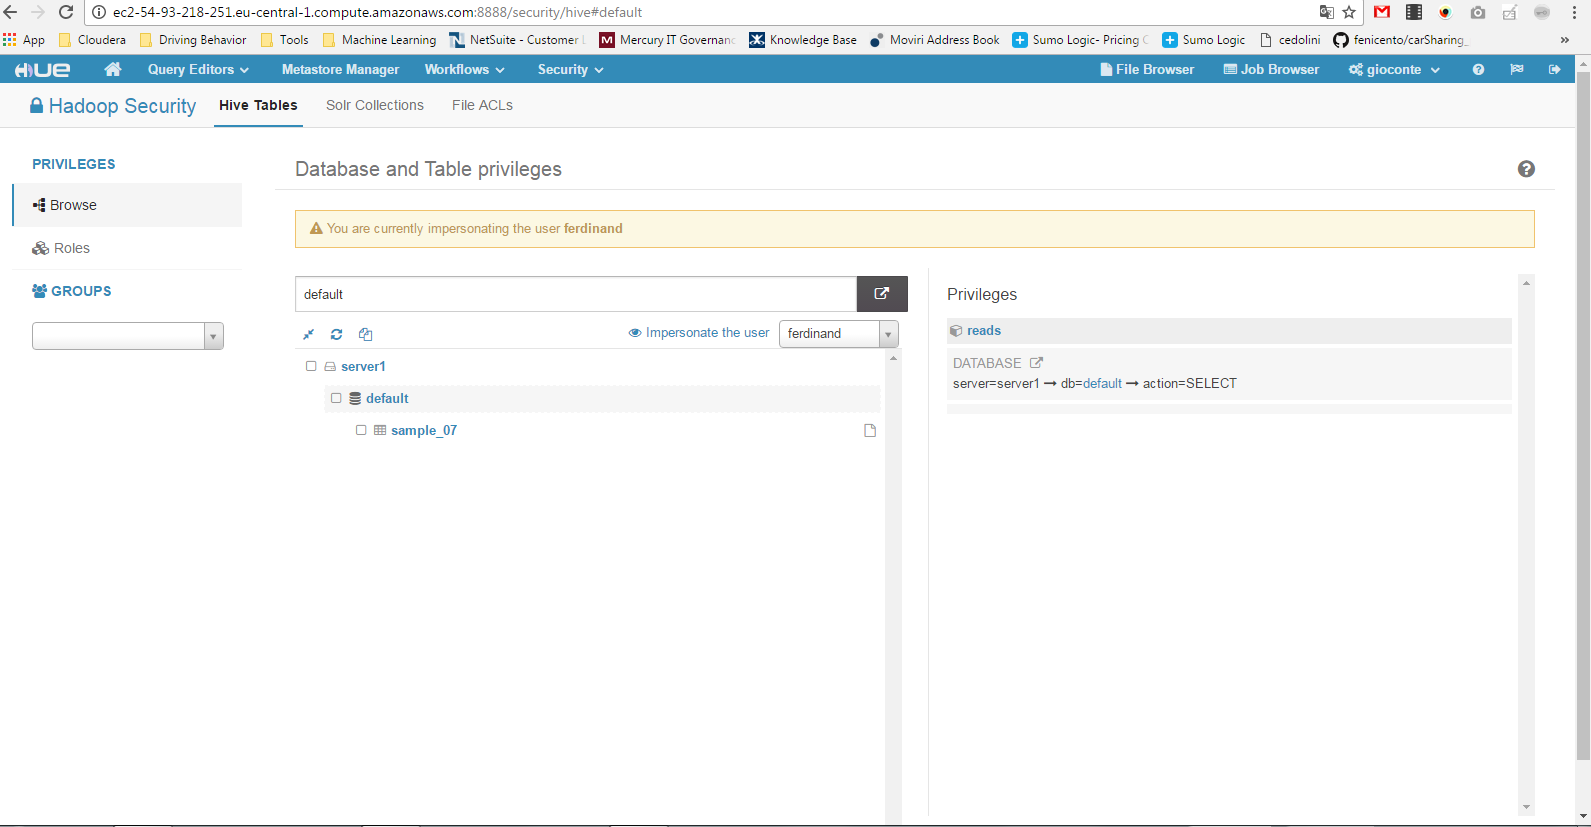 ec2-54-93-218-251.eu-central-1.compute.amazonaws.com:8888/security/hive#default
App Cloudera Driving Behavior Tools Machine Learning NetSuite - Customer Mercury IT Governanc Knowledge Base Moviri Address Book Sumo Logic- Pricing Sumo Logic cedolini fenicento/carSharing_ »
HUE Query Editors Metastore Manager Workflows Security File Browser Job Browser gioconte
Hadoop Security Hive Tables Solr Collections File ACLs
PRIVILEGES
Browse
Roles
GROUPS
Database and Table privileges
You are currently impersonating the user ferdinand
default
Impersonate the user ferdinand
server1
default
sample_07
Privileges
reads
DATABASE
server=server1 → db=default → action=SELECT